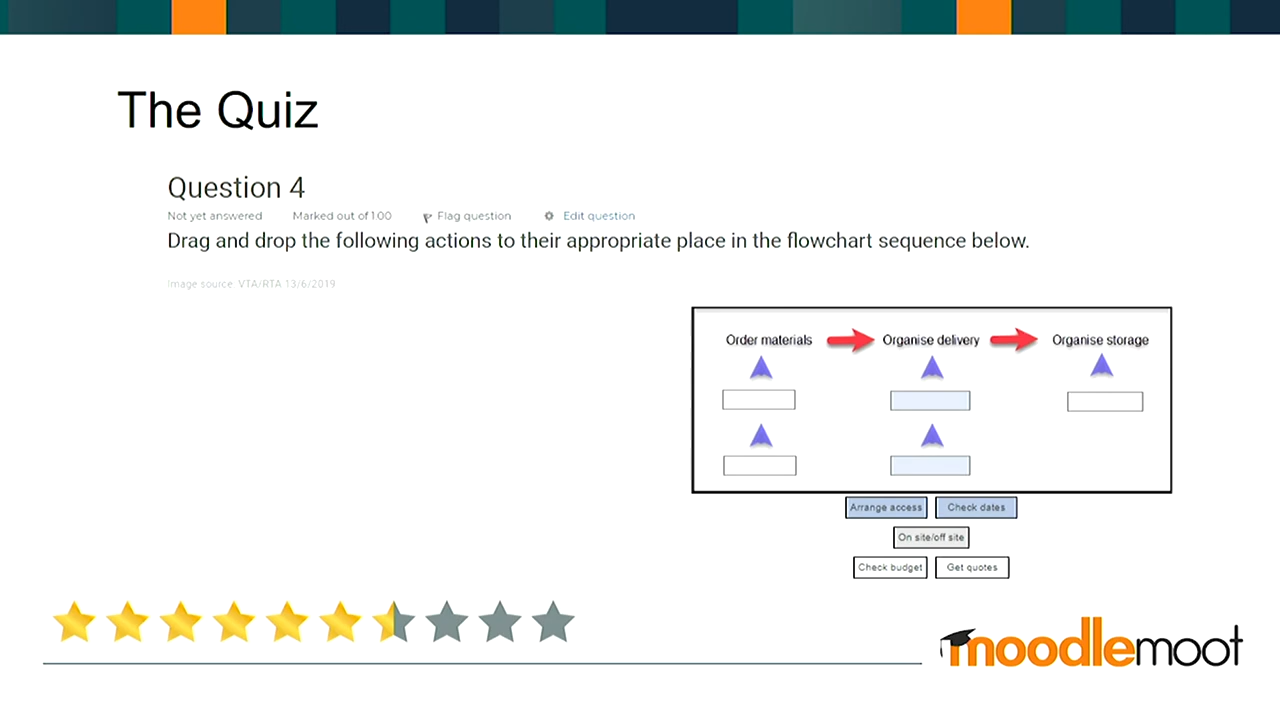 The Quiz
Question 4
Not yet answered Marked out of 1.00 Flag question Edit question
Drag and drop the following actions to their appropriate place in the flowchart sequence below.
Image source: VTA/RTA 13/6/2019
Order materials Organise delivery Organise storage
Arrange access Check dates
On site/off site
Check budget Get quotes
moodlemoot